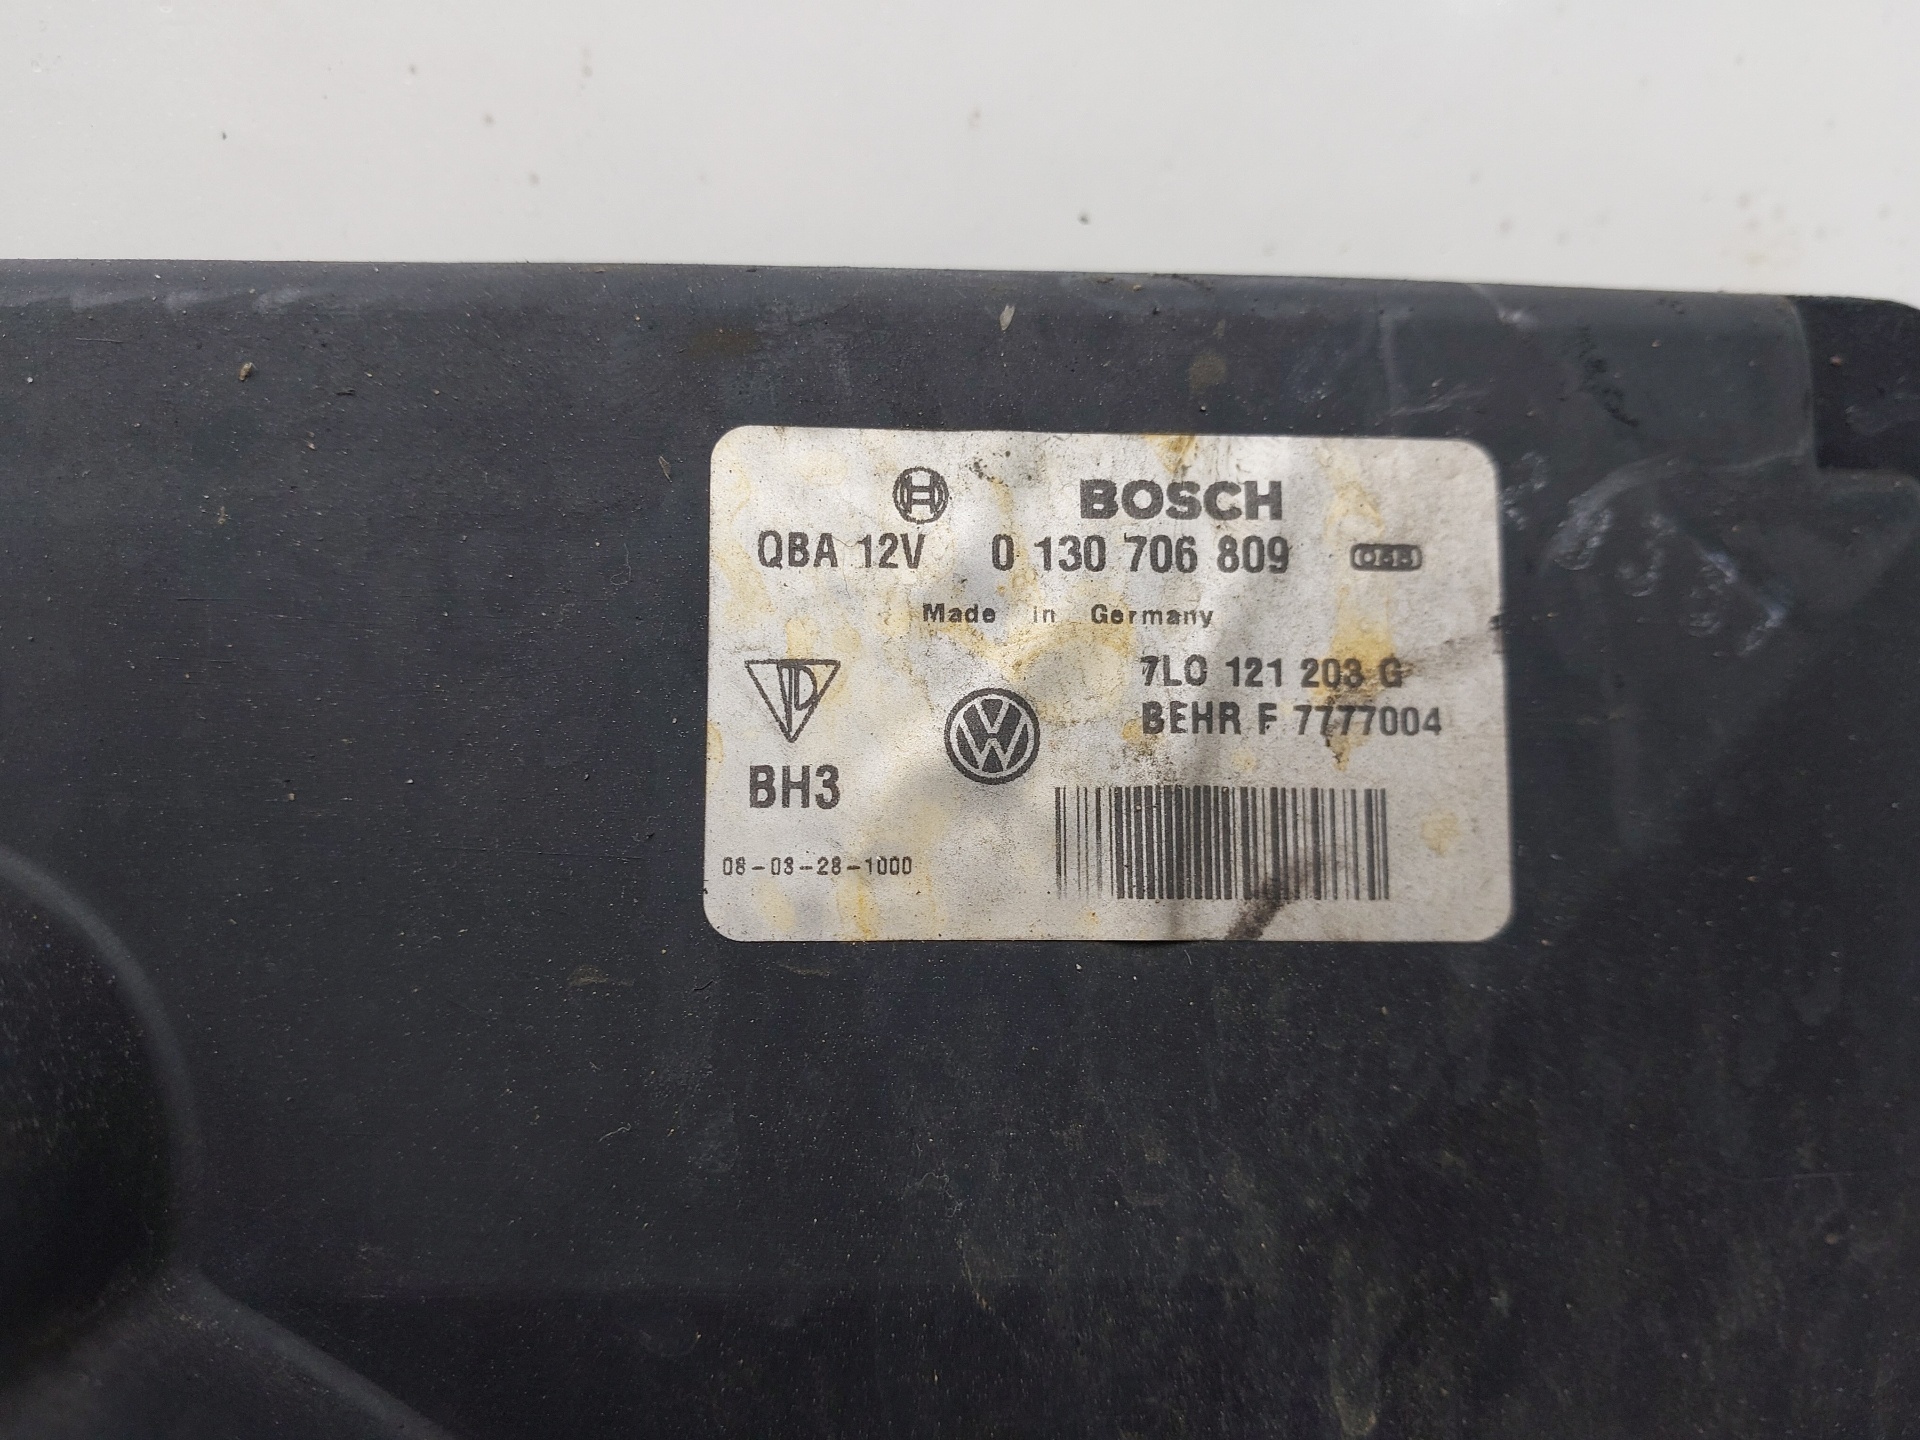 BOSCH
QBA 12V 0 130 706 809
Made in Germany
7L0 121 203 G
BEHR F 7777004
BH3
08-03-28-1000